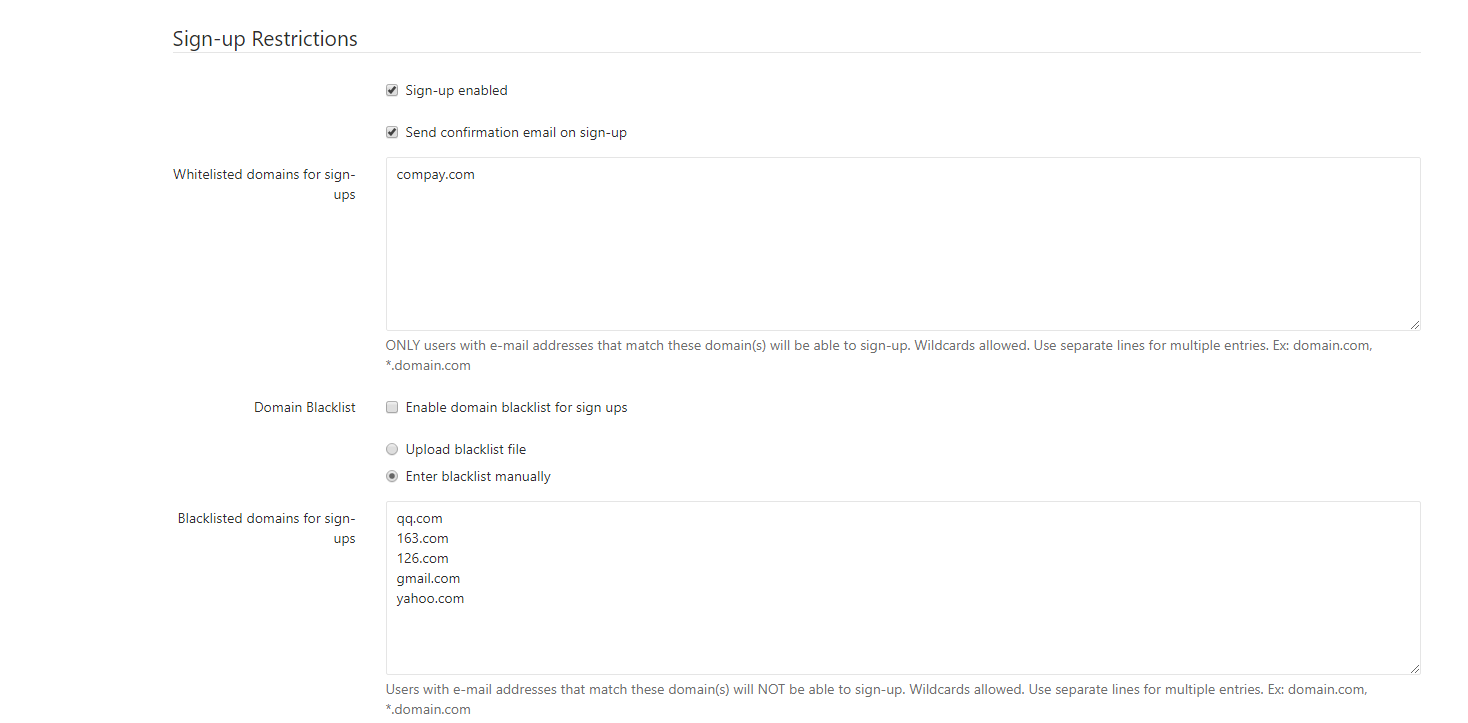 Sign-up Restrictions
Sign-up enabled
Send confirmation email on sign-up
Whitelisted domains for sign-
ups
compay.com
ONLY users with e-mail addresses that match these domain(s) will be able to sign-up. Wildcards allowed. Use separate lines for multiple entries. Ex: domain.com,
*.domain.com
Domain Blacklist
Enable domain blacklist for sign ups
Upload blacklist file
Enter blacklist manually
Blacklisted domains for sign-
ups
qq.com
163.com
126.com
gmail.com
yahoo.com
Users with e-mail addresses that match these domain(s) will NOT be able to sign-up. Wildcards allowed. Use separate lines for multiple entries. Ex: domain.com,
*.domain.com